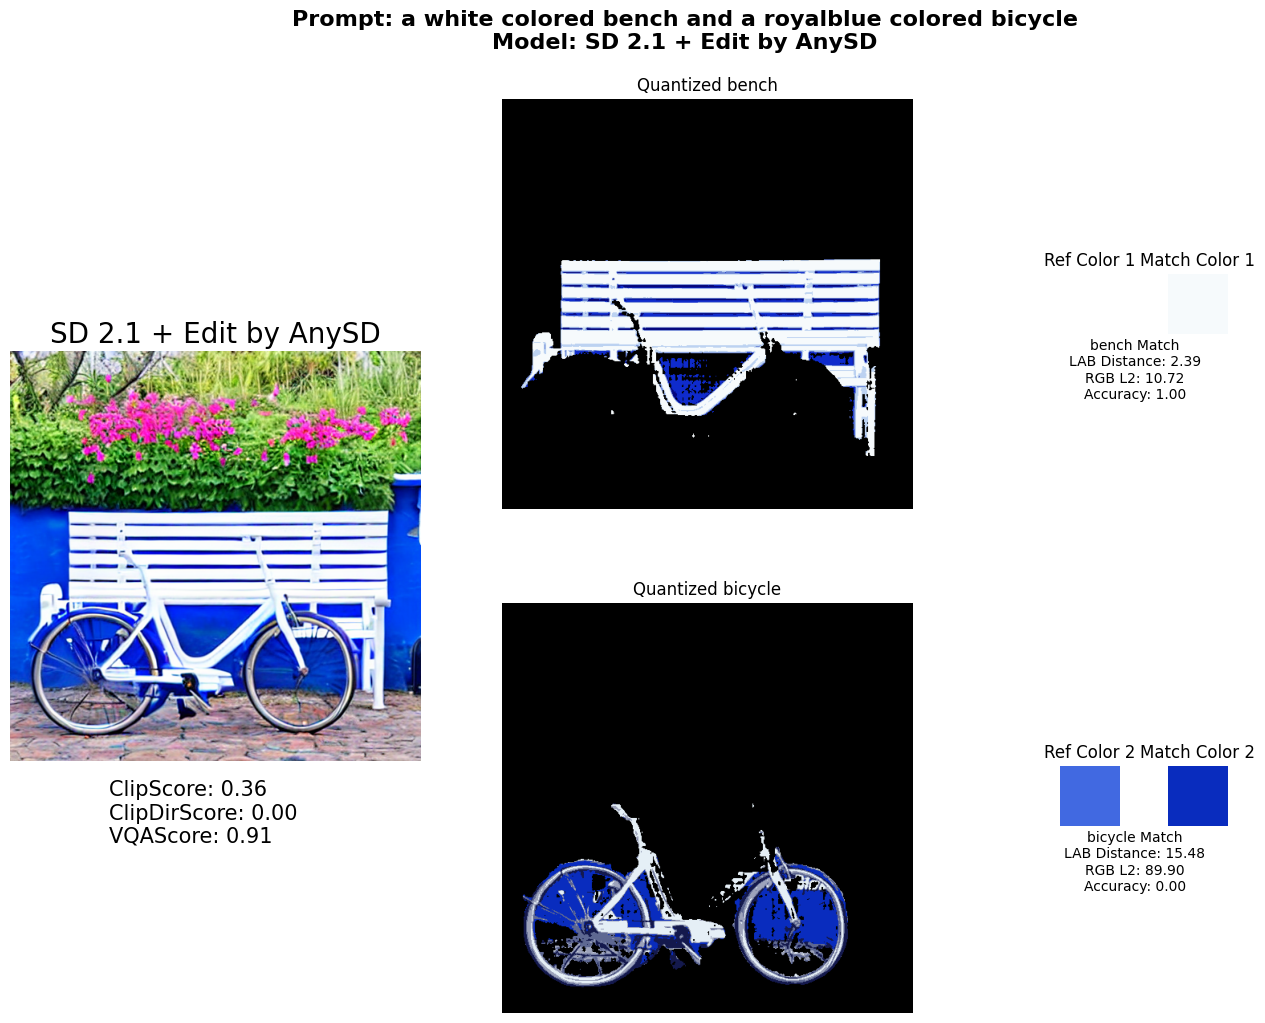 Prompt: a white colored bench and a royalblue colored bicycle
Model: SD 2.1 + Edit by AnySD
Quantized bench
Ref Color 1 Match Color 1
bench Match
LAB Distance: 2.39
RGB L2: 10.72
Accuracy: 1.00
SD 2.1 + Edit by AnySD
ClipScore: 0.36
ClipDirScore: 0.00
VQAScore: 0.91
Quantized bicycle
Ref Color 2 Match Color 2
bicycle Match
LAB Distance: 15.48
RGB L2: 89.90
Accuracy: 0.00